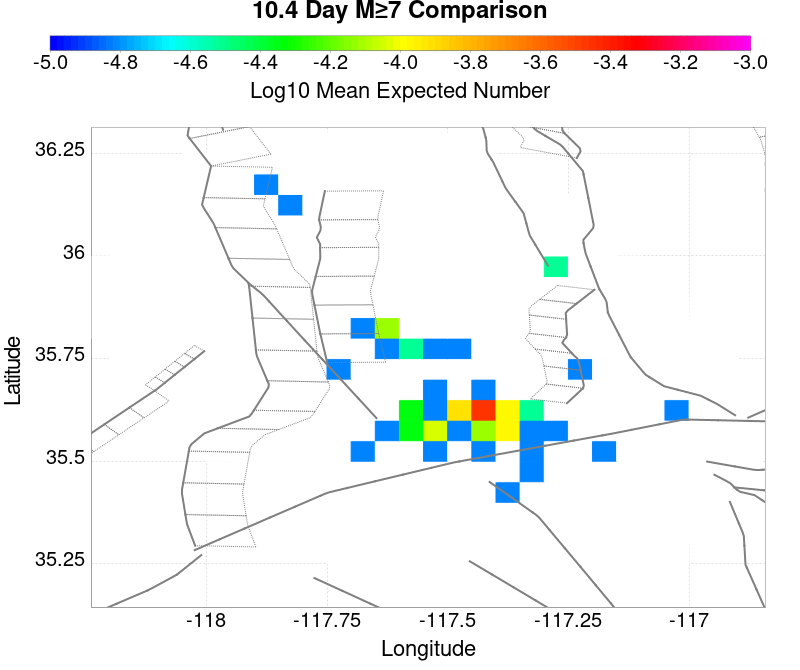 10.4 Day M≥7 Comparison
-5.0 -4.8 -4.6 -4.4 -4.2 -4.0 -3.8 -3.6 -3.4 -3.2 -3.0
Log10 Mean Expected Number
36.25
36
35.75
35.5
35.25
Latitude
-118 -117.75 -117.5 -117.25 -117
Longitude